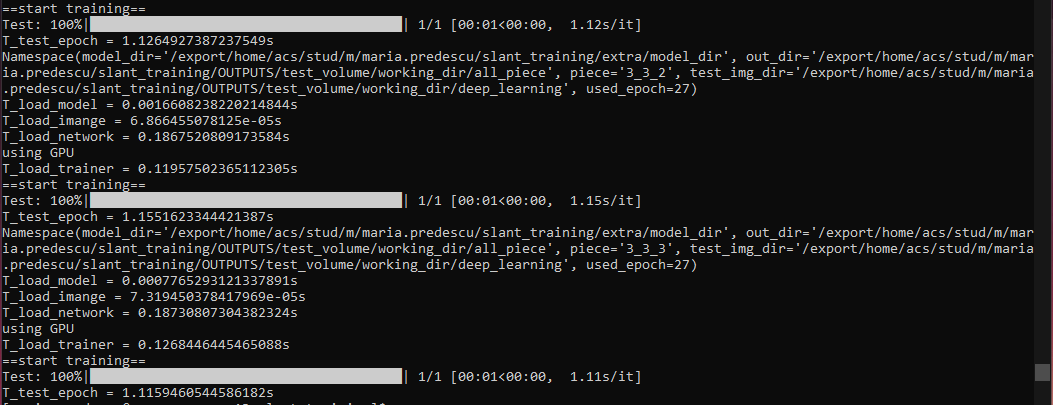 ==start training==
Test: 100%|██████████| 1/1 [00:01<00:00,  1.12s/it]
T_test_epoch = 1.1264927387237549s
Namespace(model_dir='/export/home/acs/stud/m/maria.predescu/slant_training/extra/model_dir', out_dir='/export/home/acs/stud/m/mar
ia.predescu/slant_training/OUTPUTS/test_volume/working_dir/all_piece', piece='3_3_2', test_img_dir='/export/home/acs/stud/m/maria
.predescu/slant_training/OUTPUTS/test_volume/working_dir/deep_learning', used_epoch=27)
T_load_model = 0.0016608238220214844s
T_load_imange = 6.866455078125e-05s
T_load_network = 0.1867520809173584s
using GPU
T_load_trainer = 0.11957502365112305s
==start training==
Test: 100%|██████████| 1/1 [00:01<00:00,  1.15s/it]
T_test_epoch = 1.1551623344421387s
Namespace(model_dir='/export/home/acs/stud/m/maria.predescu/slant_training/extra/model_dir', out_dir='/export/home/acs/stud/m/mar
ia.predescu/slant_training/OUTPUTS/test_volume/working_dir/all_piece', piece='3_3_3', test_img_dir='/export/home/acs/stud/m/maria
.predescu/slant_training/OUTPUTS/test_volume/working_dir/deep_learning', used_epoch=27)
T_load_model = 0.0007765293121337891s
T_load_imange = 7.319450378417969e-05s
T_load_network = 0.18730807304382324s
using GPU
T_load_trainer = 0.1268446445465088s
==start training==
Test: 100%|██████████| 1/1 [00:01<00:00,  1.11s/it]
T_test_epoch = 1.1159460544586182s